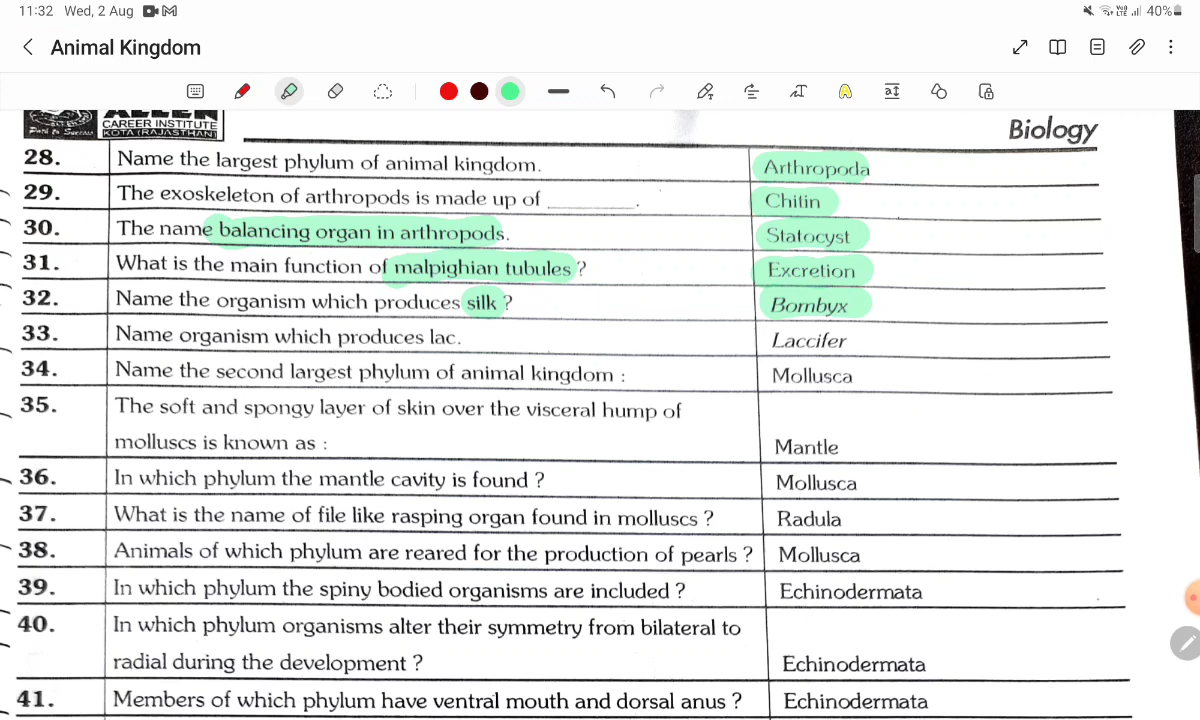 11:32 Wed, 2 Aug
40%
Animal Kingdom
ALLEN
Path to Success
CAREER INSTITUTE
KOTA (RAJASTHAN)
Biology
28. Name the largest phylum of animal kingdom. Arthropoda
29. The exoskeleton of arthropods is made up of __________. Chitin
30. The name balancing organ in arthropods. Statocyst
31. What is the main function of malpighian tubules ? Excretion
32. Name the organism which produces silk ? Bombyx
33. Name organism which produces lac. Laccifer
34. Name the second largest phylum of animal kingdom : Mollusca
35. The soft and spongy layer of skin over the visceral hump of
molluscs is known as : Mantle
36. In which phylum the mantle cavity is found ? Mollusca
37. What is the name of file like rasping organ found in molluscs ? Radula
38. Animals of which phylum are reared for the production of pearls ? Mollusca
39. In which phylum the spiny bodied organisms are included ? Echinodermata
40. In which phylum organisms alter their symmetry from bilateral to
radial during the development ? Echinodermata
41. Members of which phylum have ventral mouth and dorsal anus ? Echinodermata